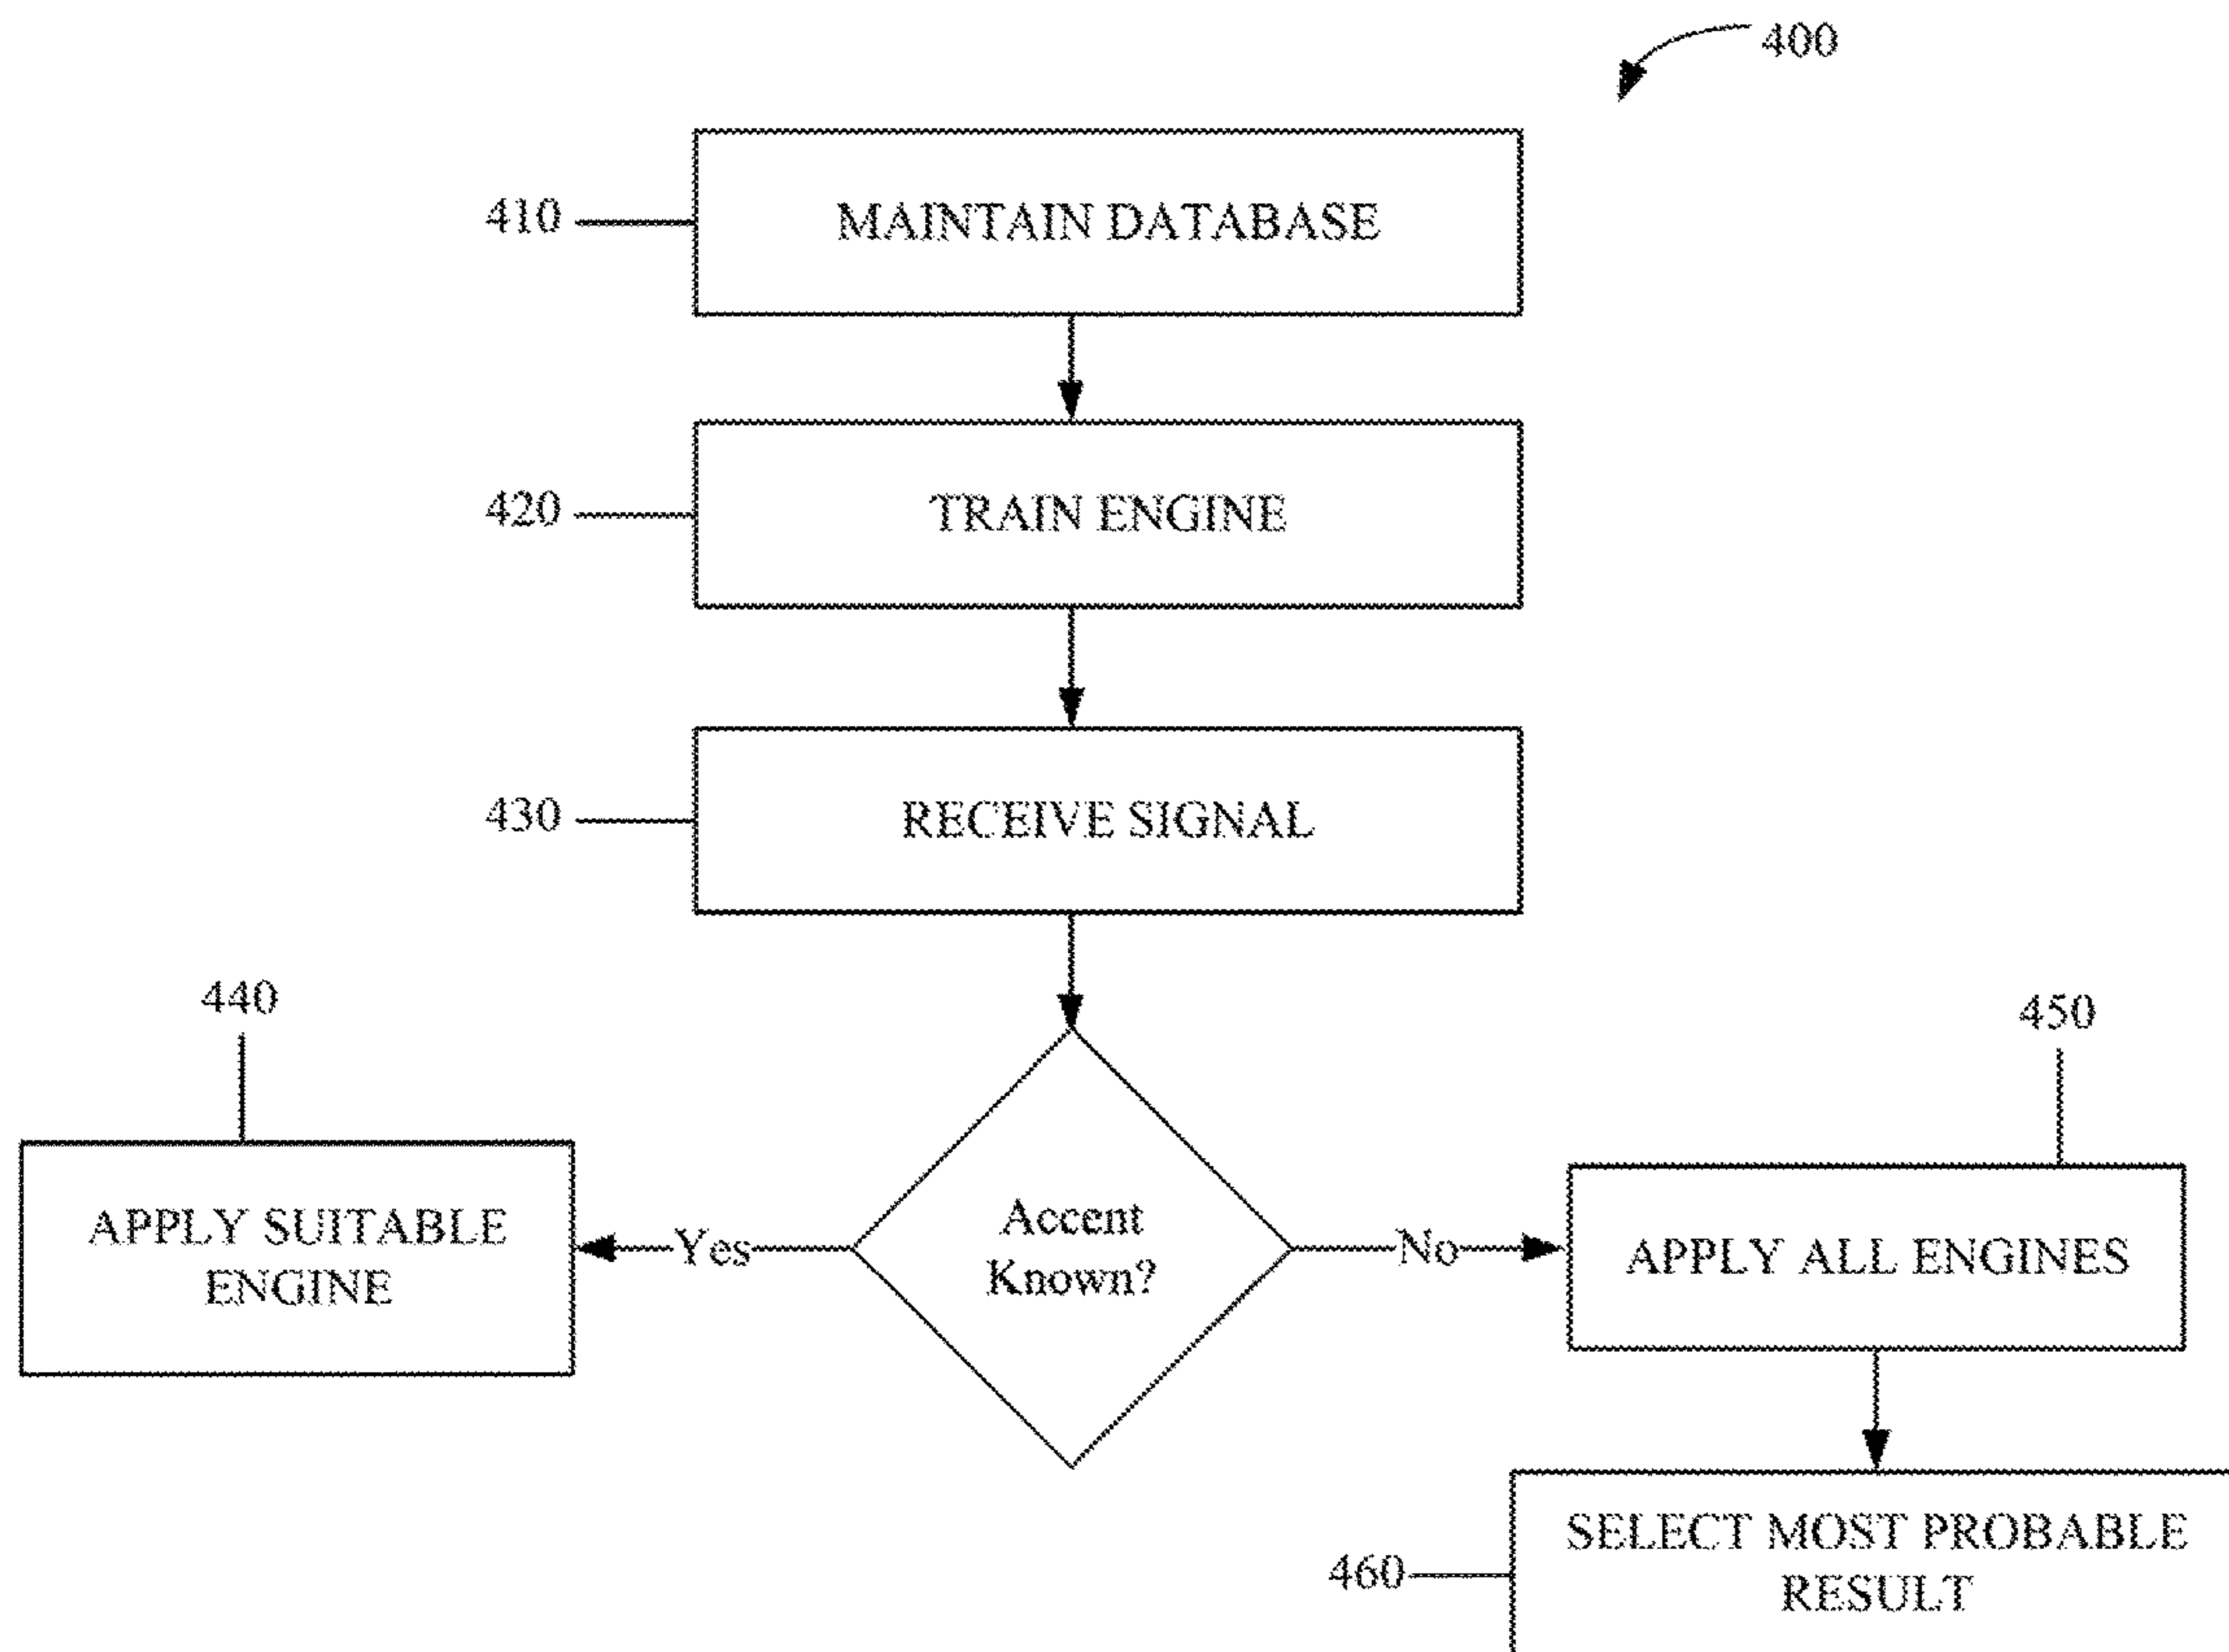 400
410
MAINTAIN DATABASE
420
TRAIN ENGINE
430
RECEIVE SIGNAL
440
450
APPLY SUITABLE
ENGINE
Yes
Accent
Known?
No
APPLY ALL ENGINES
460
SELECT MOST PROBABLE
RESULT